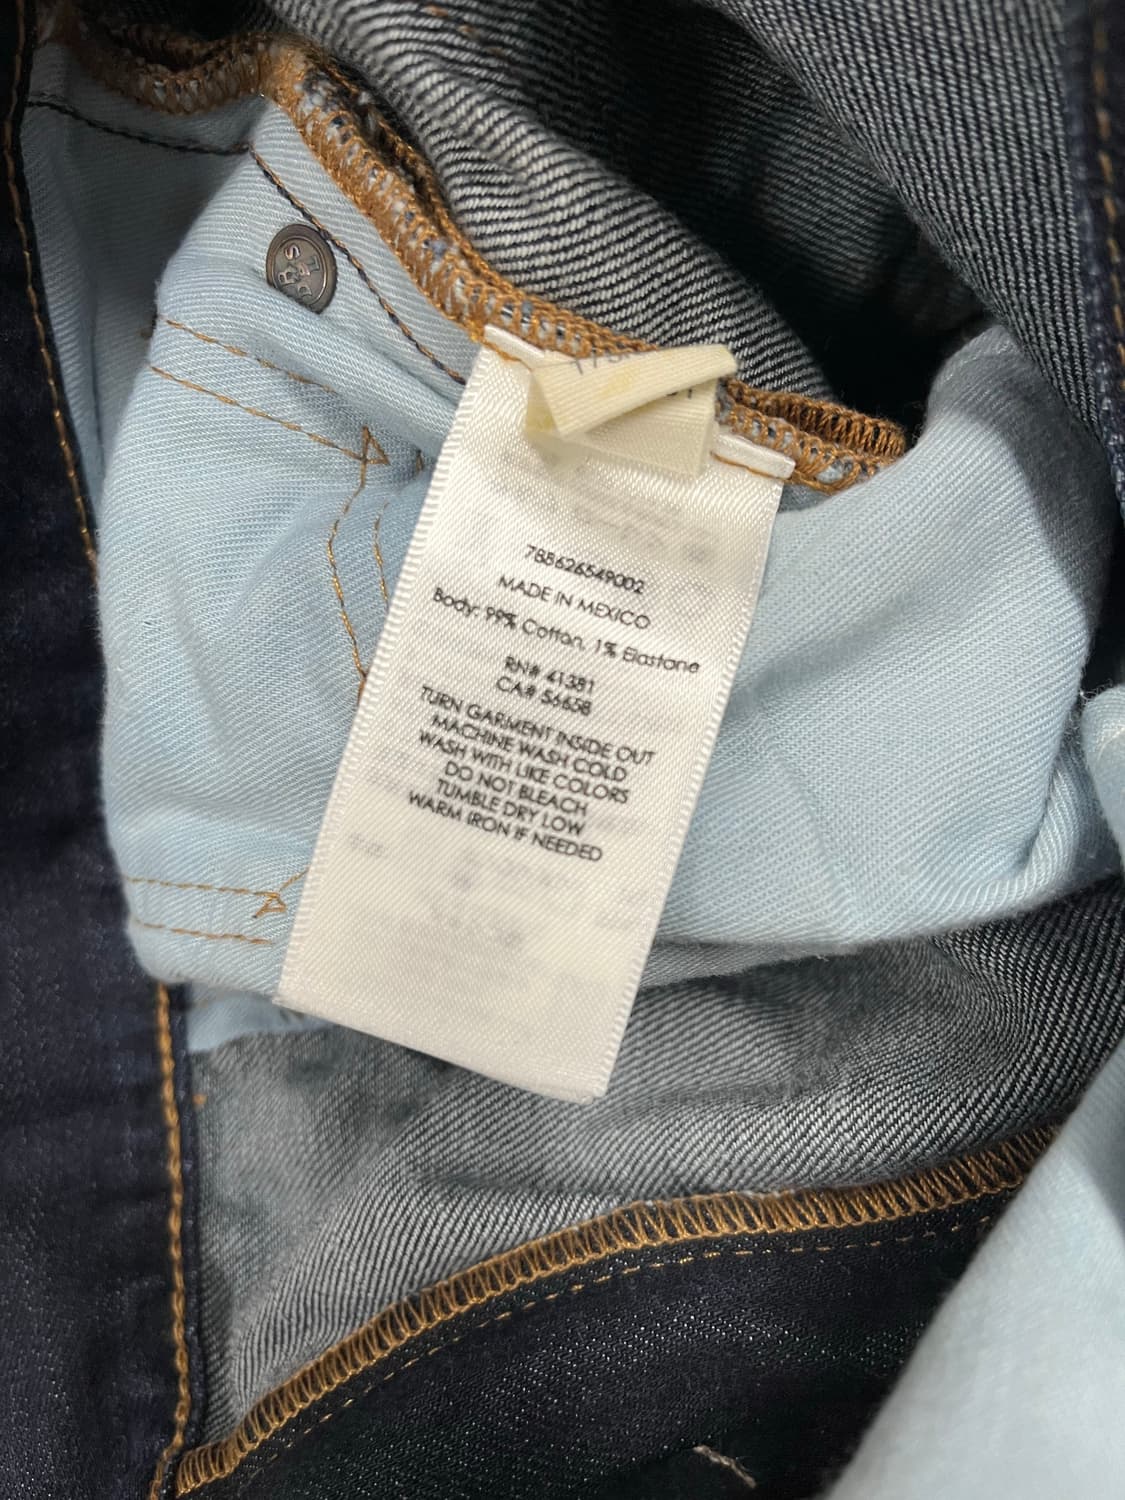 788626549002
MADE IN MEXICO
Body: 99% Cotton, 1% Elastane
RN# 41381
CA# 56658
TURN GARMENT INSIDE OUT
MACHINE WASH COLD
WASH WITH LIKE COLORS
DO NOT BLEACH
TUMBLE DRY LOW
WARM IRON IF NEEDED